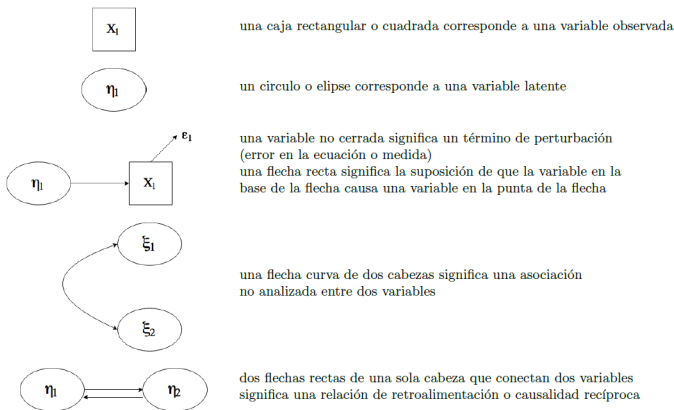 X₁
una caja rectangular o cuadrada corresponde a una variable observada
η₁
un circulo o elipse corresponde a una variable latente
ε₁
una variable no cerrada significa un término de perturbación
(error en la ecuación o medida)
η₁
X₁
una flecha recta significa la suposición de que la variable en la
base de la flecha causa una variable en la punta de la flecha
ξ₁
una flecha curva de dos cabezas significa una asociación
no analizada entre dos variables
ξ₂
η₁
η₂
dos flechas rectas de una sola cabeza que conectan dos variables
significa una relación de retroalimentación o causalidad recíproca